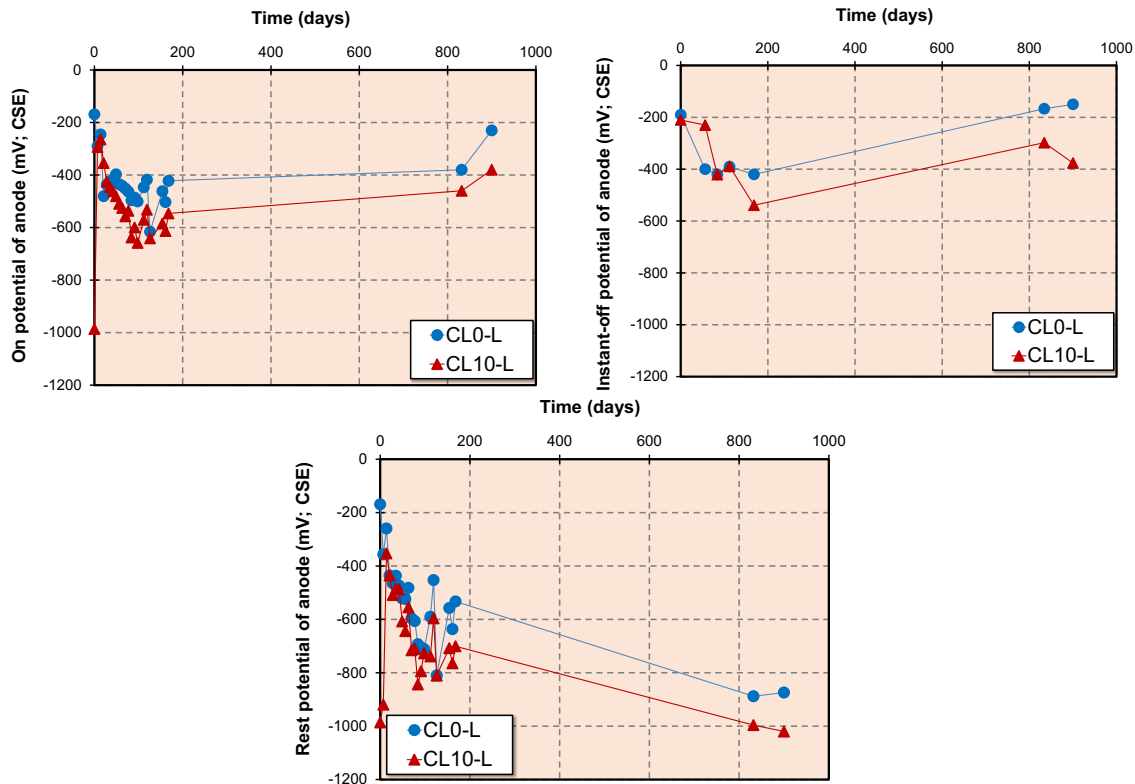 Time (days)
0 200 400 600 800 1000
On potential of anode (mV; CSE)
0
-200
-400
-600
-800
-1000
-1200
CL0-L
CL10-L
Time (days)
0 200 400 600 800 1000
Instant-off potential of anode (mV; CSE)
0
-200
-400
-600
-800
-1000
-1200
CL0-L
CL10-L
Time (days)
0 200 400 600 800 1000
Rest potential of anode (mV; CSE)
0
-200
-400
-600
-800
-1000
-1200
CL0-L
CL10-L